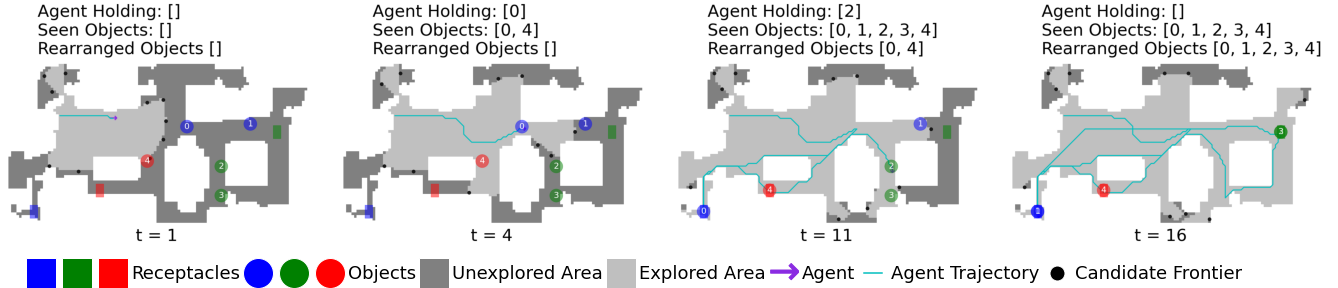 Agent Holding: []
Seen Objects: []
Rearranged Objects []
0
1
4
2
3
t = 1
Agent Holding: [0]
Seen Objects: [0, 4]
Rearranged Objects []
0
1
4
2
3
t = 4
Agent Holding: [2]
Seen Objects: [0, 1, 2, 3, 4]
Rearranged Objects [0, 4]
1
2
4
3
0
t = 11
Agent Holding: []
Seen Objects: [0, 1, 2, 3, 4]
Rearranged Objects [0, 1, 2, 3, 4]
3
4
1
t = 16
Receptacles
Objects
Unexplored Area
Explored Area
Agent
Agent Trajectory
Candidate Frontier